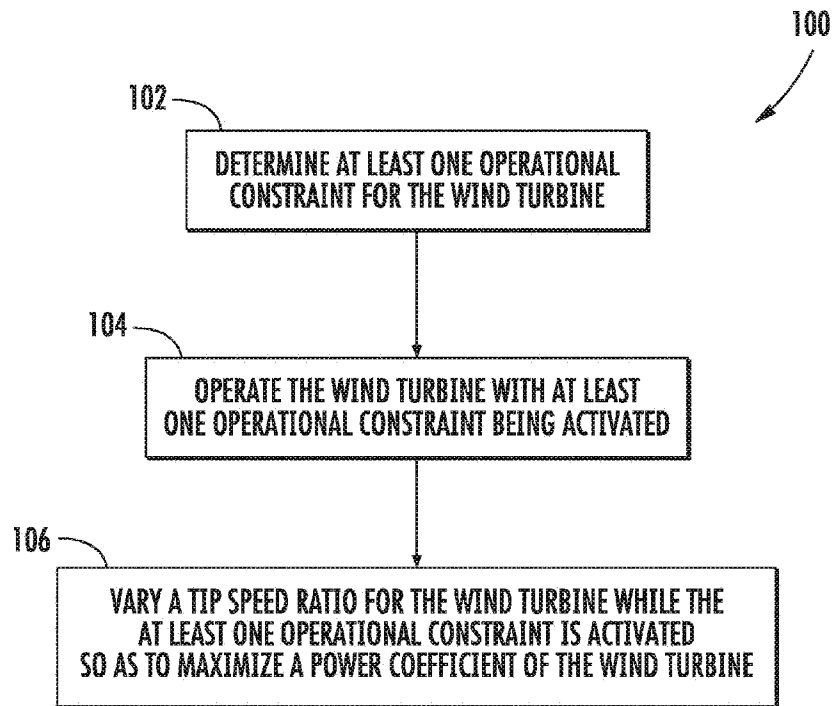 100
102
DETERMINE AT LEAST ONE OPERATIONAL
CONSTRAINT FOR THE WIND TURBINE
104
OPERATE THE WIND TURBINE WITH AT LEAST
ONE OPERATIONAL CONSTRAINT BEING ACTIVATED
106
VARY A TIP SPEED RATIO FOR THE WIND TURBINE WHILE THE
AT LEAST ONE OPERATIONAL CONSTRAINT IS ACTIVATED
SO AS TO MAXIMIZE A POWER COEFFICIENT OF THE WIND TURBINE